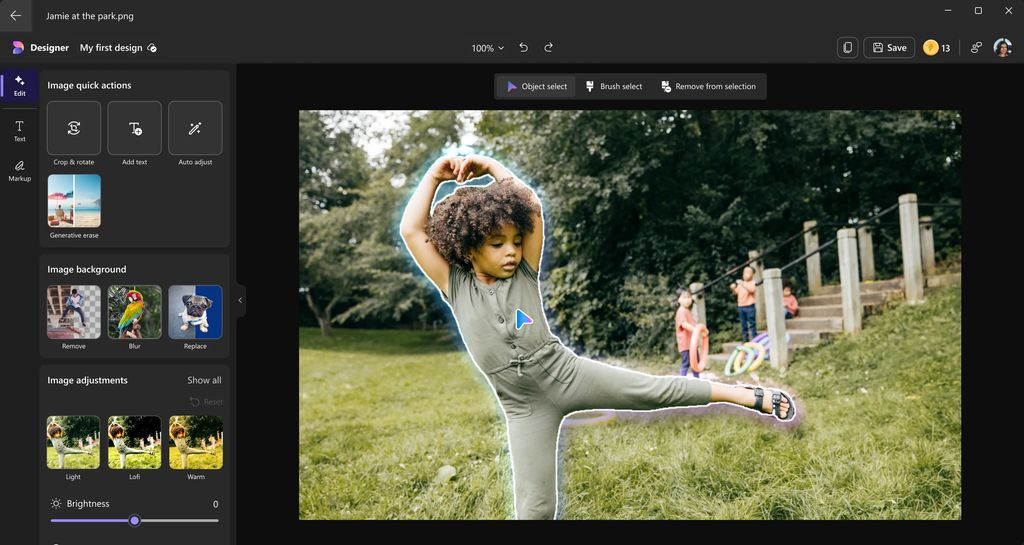 Jamie at the park.png
Designer
My first design
100%
Save
13
Edit
Text
Markup
Image quick actions
Crop & rotate
Add text
Auto adjust
Generative erase
Image background
Remove
Blur
Replace
Image adjustments
Show all
Reset
Light
Lofi
Warm
Brightness
0
Object select
Brush select
Remove from selection